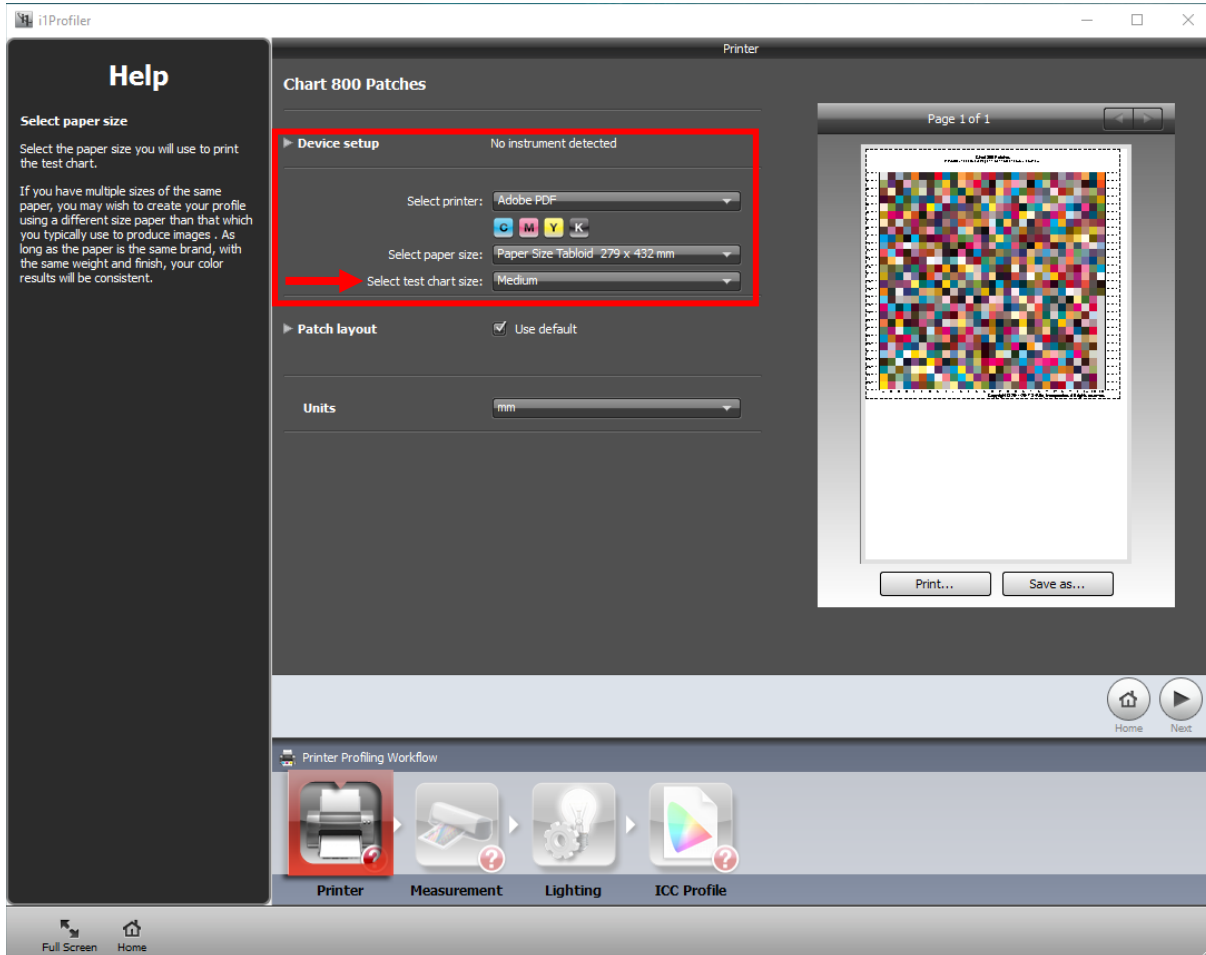 i1Profiler
Help
Select paper size
Select the paper size you will use to print
the test chart.
If you have multiple sizes of the same
paper, you may wish to create your profile
using a different size paper than that which
you typically use to produce images . As
long as the paper is the same brand, with
the same weight and finish, your color
results will be consistent.
Printer
Chart 800 Patches
Device setup No instrument detected
Select printer: Adobe PDF
C M Y K
Select paper size: Paper Size Tabloid 279 x 432 mm
Select test chart size: Medium
Patch layout Use default
Units mm
Page 1 of 1
Chart 800 Patches
Print... Save as...
Home Next
Printer Profiling Workflow
Printer Measurement Lighting ICC Profile
Full Screen Home